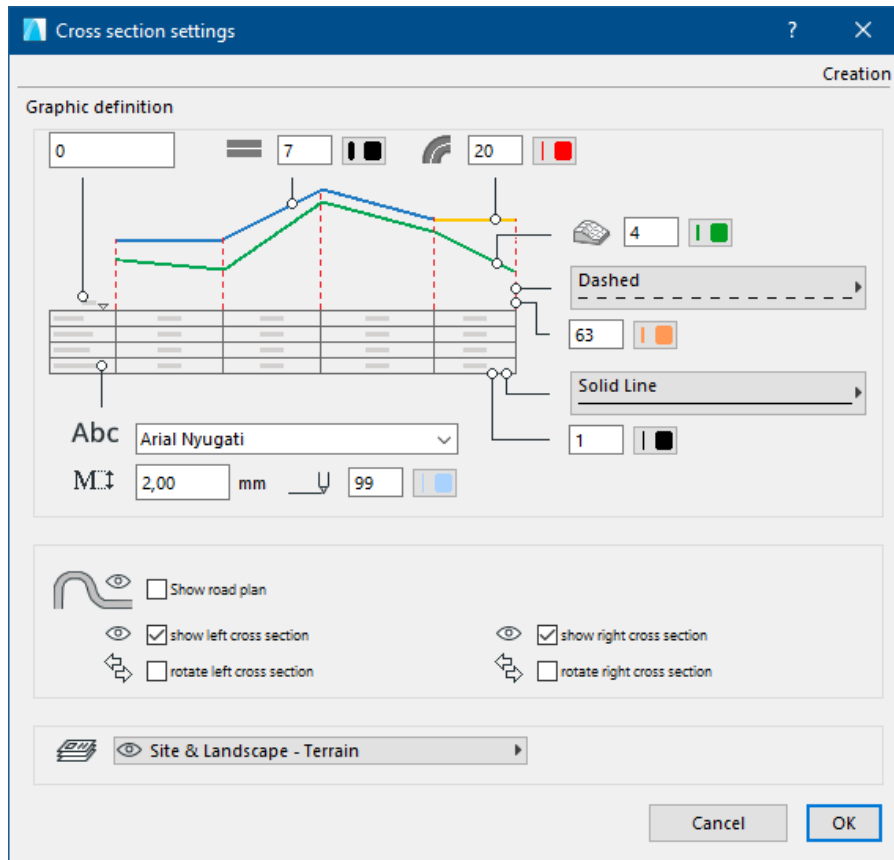 Cross section settings ?
Creation
Graphic definition
0
7
20
4
Dashed
63
Solid Line
1
Abc Arial Nyugati
M 2,00 mm 99
Show road plan
show left cross section show right cross section
rotate left cross section rotate right cross section
Site & Landscape - Terrain
Cancel OK